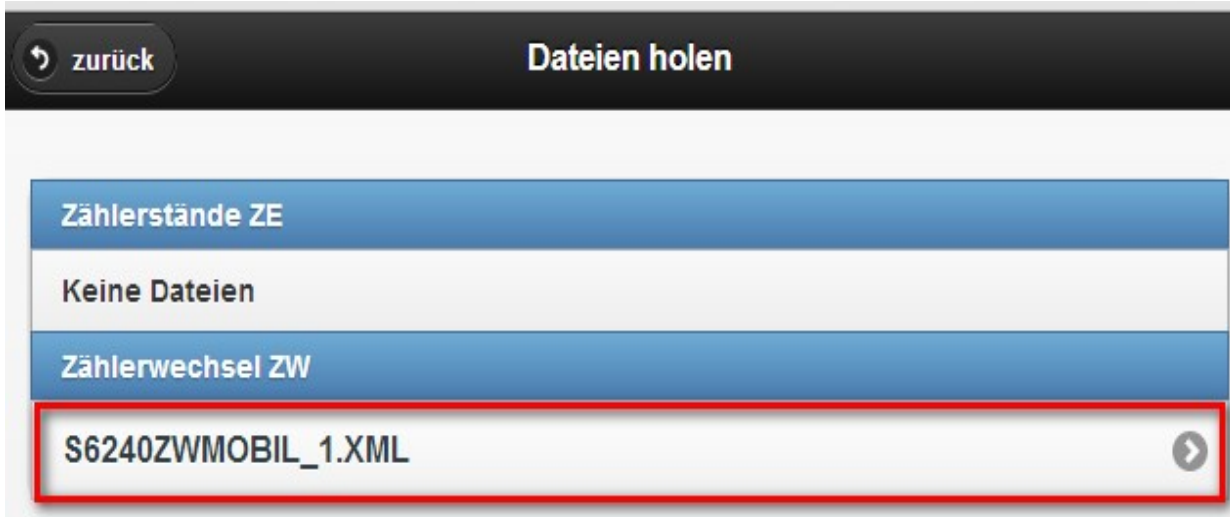 zurück
Dateien holen
Zählerstände ZE
Keine Dateien
Zählerwechsel ZW
S6240ZWMOBIL_1.XML